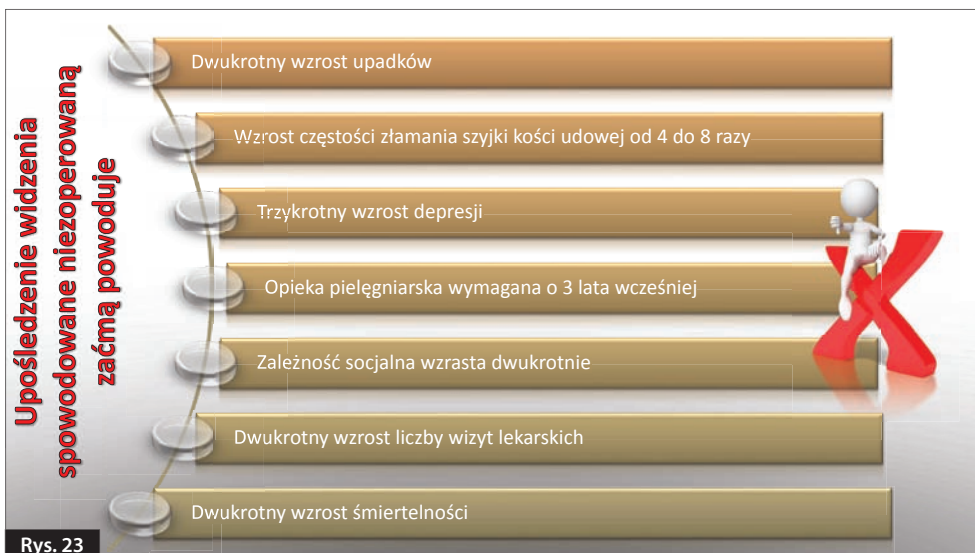 Upośledzenie widzenia
spowodowane niezoperowaną
zaćmą powoduje
Dwukrotny wzrost upadków
Wzrost częstości złamania szyjki kości udowej od 4 do 8 razy
Trzykrotny wzrost depresji
Opieka pielęgniarska wymagana o 3 lata wcześniej
Zależność socjalna wzrasta dwukrotnie
Dwukrotny wzrost liczby wizyt lekarskich
Dwukrotny wzrost śmiertelności
Rys. 23